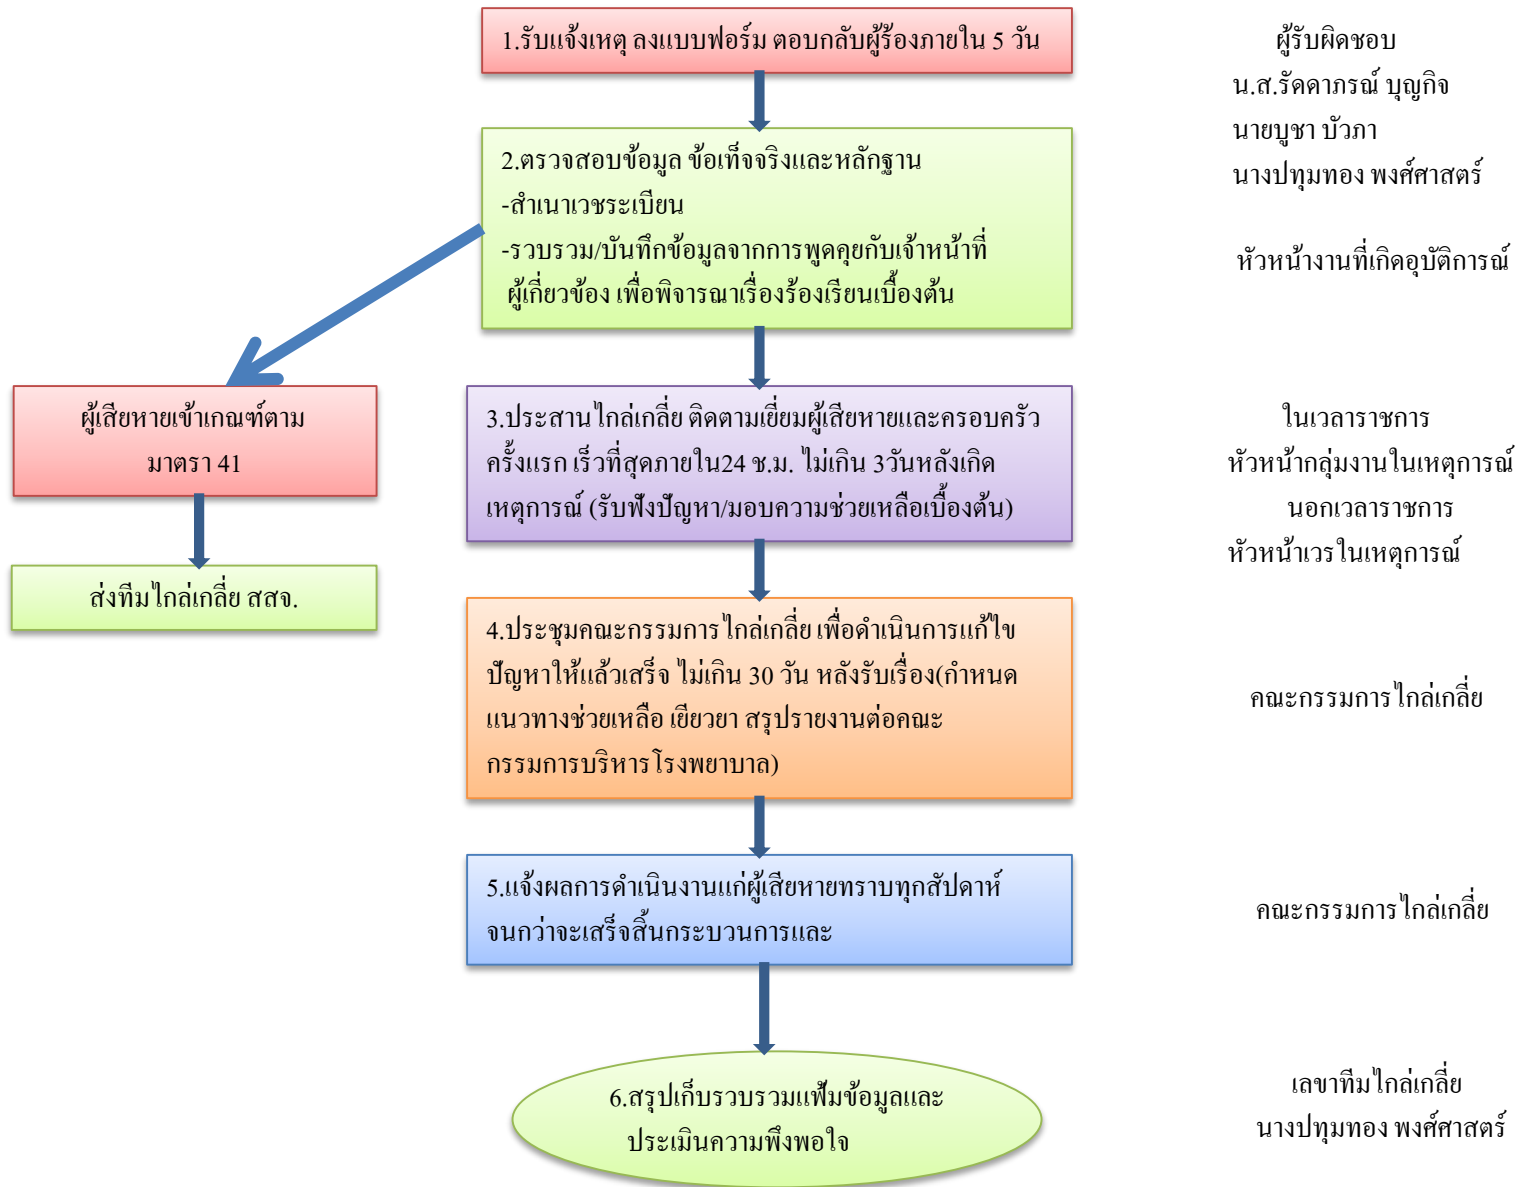 1.รับแจ้งเหตุ ลงแบบฟอร์ม ตอบกลับผู้ร้องภายใน 5 วัน
ผู้รับผิดชอบ
น.ส.รัดดาภรณ์ บุญกิจ
นายบูชา บัวภา
นางปทุมทอง พงศ์ศาสตร์
2.ตรวจสอบข้อมูล ข้อเท็จจริงและหลักฐาน
-สำเนาเวชระเบียน
-รวบรวม/บันทึกข้อมูลจากการพูดคุยกับเจ้าหน้าที่
ผู้เกี่ยวข้อง เพื่อพิจารณาเรื่องร้องเรียนเบื้องต้น
หัวหน้างานที่เกิดอุบัติการณ์
ผู้เสียหายเข้าเกณฑ์ตาม
มาตรา 41
ส่งทีมไกล่เกลี่ย สสจ.
3.ประสานไกล่เกลี่ย ติดตามเยี่ยมผู้เสียหายและครอบครัว
ครั้งแรก เร็วที่สุดภายใน24 ช.ม. ไม่เกิน 3วันหลังเกิด
เหตุการณ์ (รับฟังปัญหา/มอบความช่วยเหลือเบื้องต้น)
ในเวลาราชการ
หัวหน้ากลุ่มงานในเหตุการณ์
นอกเวลาราชการ
หัวหน้าเวรในเหตุการณ์
4.ประชุมคณะกรรมการไกล่เกลี่ย เพื่อดำเนินการแก้ไข
ปัญหาให้แล้วเสร็จ ไม่เกิน 30 วัน หลังรับเรื่อง(กำหนด
แนวทางช่วยเหลือ เยียวยา สรุปรายงานต่อคณะ
กรรมการบริหารโรงพยาบาล)
คณะกรรมการไกล่เกลี่ย
5.แจ้งผลการดำเนินงานแก่ผู้เสียหายทราบทุกสัปดาห์
จนกว่าจะเสร็จสิ้นกระบวนการและ
คณะกรรมการไกล่เกลี่ย
6.สรุปเก็บรวบรวมแฟ้มข้อมูลและ
ประเมินความพึงพอใจ
เลขาทีมไกล่เกลี่ย
นางปทุมทอง พงศ์ศาสตร์